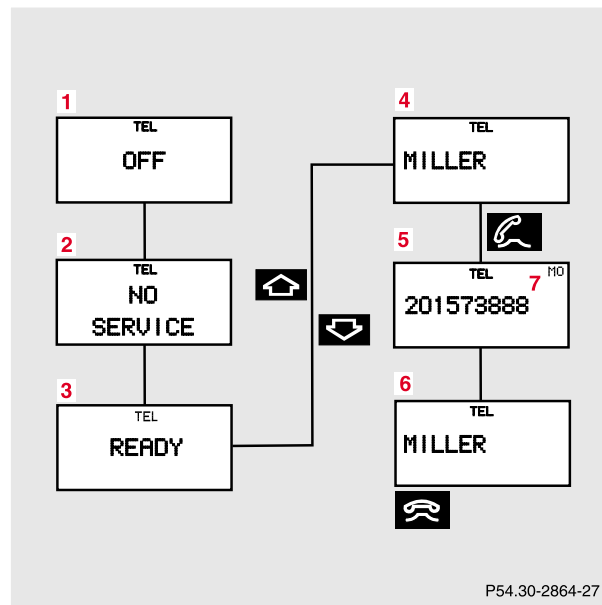 1
TEL
OFF
2
TEL
NO
SERVICE
3
TEL
READY
4
TEL
MILLER
5
TEL
7
MO
201573888
6
TEL
MILLER
P54.30-2864-27